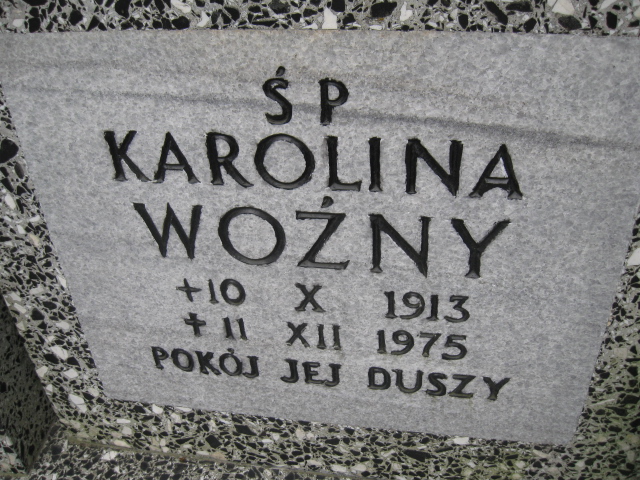 ŚP
KAROLINA
WOŹNY
+10 X 1913
+ 11 XII 1975
POKÓJ JEJ DUSZY